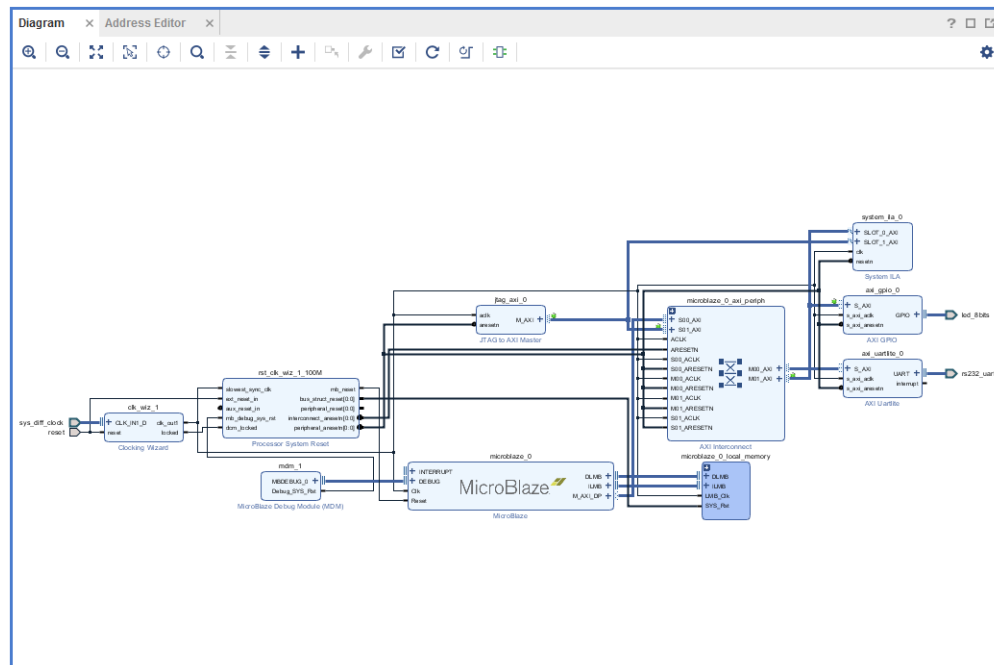 Diagram × Address Editor × ?
system_ila_0
SLOT_0_AXI
SLOT_1_AXI
clk
resetn
System ILA
axi_gpio_0
S_AXI
s_axi_aclk
s_axi_aresetn
GPIO
led_8bits
AXI GPIO
jtag_axi_0
aclk
aresetn
M_AXI
JTAG to AXI Master
microblaze_0_axi_periph
S00_AXI
S01_AXI
ACLK
ARESETN
S00_ACLK
S00_ARESETN
M00_ACLK
M00_ARESETN
M01_ACLK
M01_ARESETN
S01_ACLK
S01_ARESETN
M00_AXI
M01_AXI
AXI Interconnect
axi_uartlite_0
S_AXI
s_axi_aclk
s_axi_aresetn
UART
interrupt
rs232_uart
AXI Uartlite
rst_clk_wiz_1_100M
slowest_sync_clk
ext_reset_in
aux_reset_in
mb_debug_sys_rst
dcm_locked
mb_reset
bus_struct_reset[0:0]
peripheral_reset[0:0]
interconnect_aresetn[0:0]
peripheral_aresetn[0:0]
Processor System Reset
sys_diff_clock
reset
clk_wiz_1
CLK_IN1_D
reset
clk_out1
locked
Clocking Wizard
mdm_1
MBDEBUG_0
Debug_SYS_Rst
MicroBlaze Debug Module (MDM)
microblaze_0
INTERRUPT
DEBUG
Clk
Reset
MicroBlaze
DLMB
ILMB
M_AXI_DP
MicroBlaze
microblaze_0_local_memory
DLMB
ILMB
LMB_Clk
SYS_Rst